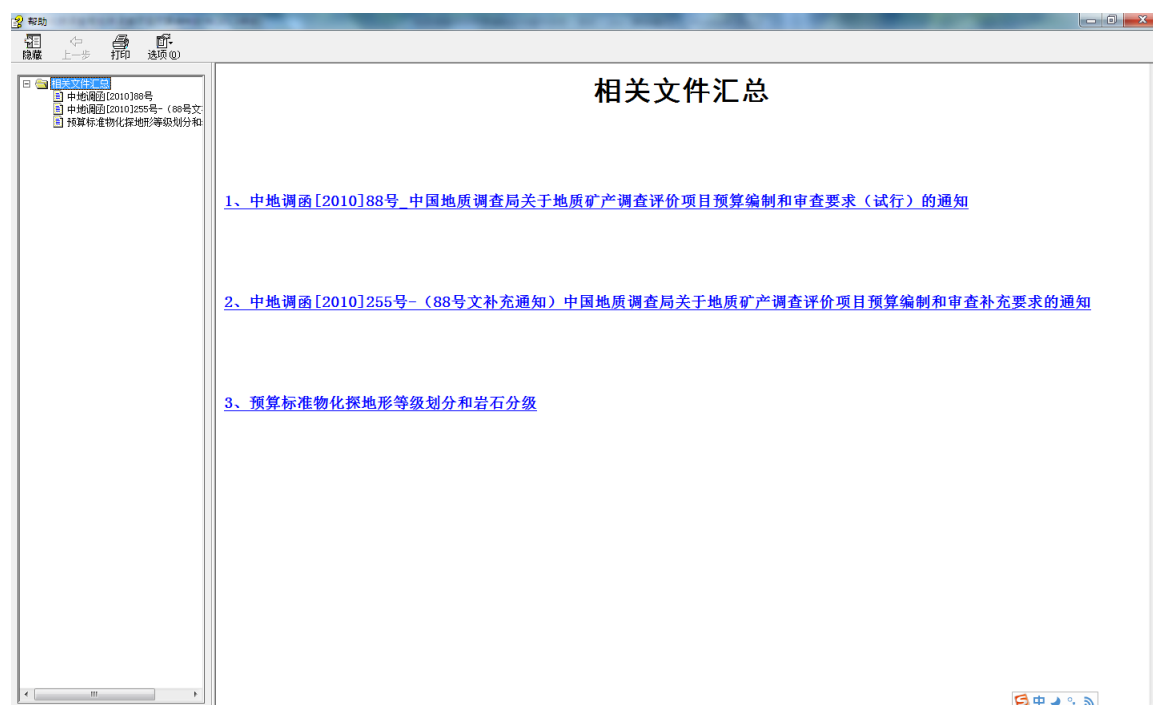 帮助
隐藏 上一步 打印 选项(O)
相关文件汇总
中地调函[2010]88号
中地调函[2010]255号-（88号文
预算标准物化探地形等级划分和
相关文件汇总
1、中地调函[2010]88号_中国地质调查局关于地质矿产调查评价项目预算编制和审查要求（试行）的通知
2、中地调函[2010]255号-（88号文补充通知）中国地质调查局关于地质矿产调查评价项目预算编制和审查补充要求的通知
3、预算标准物化探地形等级划分和岩石分级
中